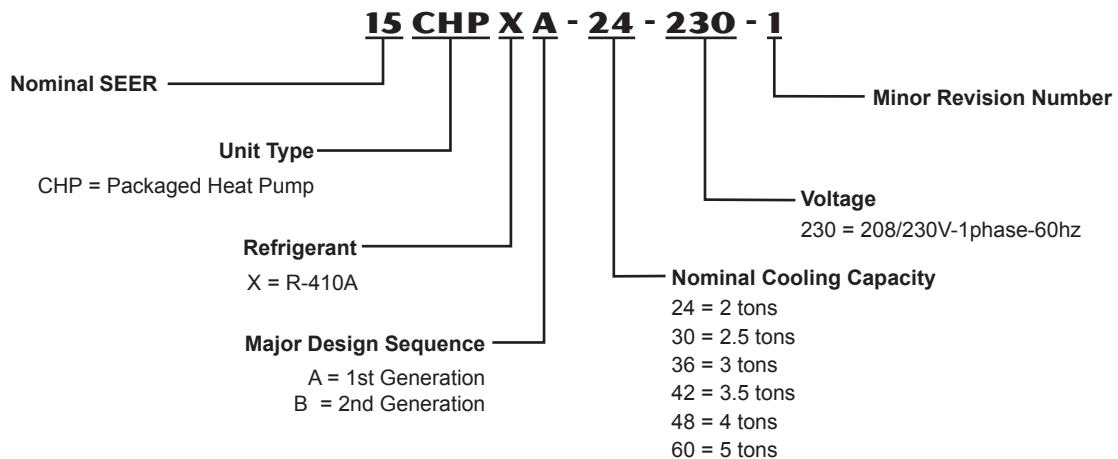 15 CHP X A - 24 - 230 - 1
Nominal SEER
Minor Revision Number
Unit Type
CHP = Packaged Heat Pump
Voltage
230 = 208/230V-1phase-60hz
Refrigerant
X = R-410A
Nominal Cooling Capacity
24 = 2 tons
30 = 2.5 tons
36 = 3 tons
42 = 3.5 tons
48 = 4 tons
60 = 5 tons
Major Design Sequence
A = 1st Generation
B = 2nd Generation